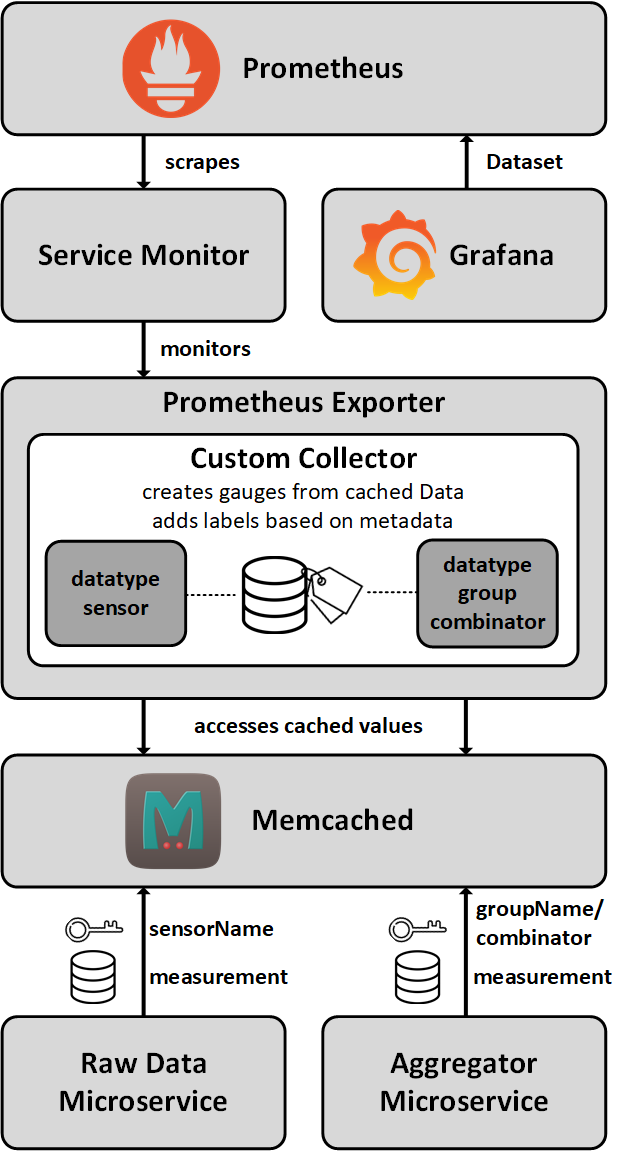 Prometheus
scrapes
Dataset
Service Monitor
Grafana
monitors
Prometheus Exporter
Custom Collector
creates gauges from cached Data
adds labels based on metadata
datatype
sensor
datatype
group
combinator
accesses cached values
Memcached
sensorName
measurement
groupName/
combinator
measurement
Raw Data
Microservice
Aggregator
Microservice